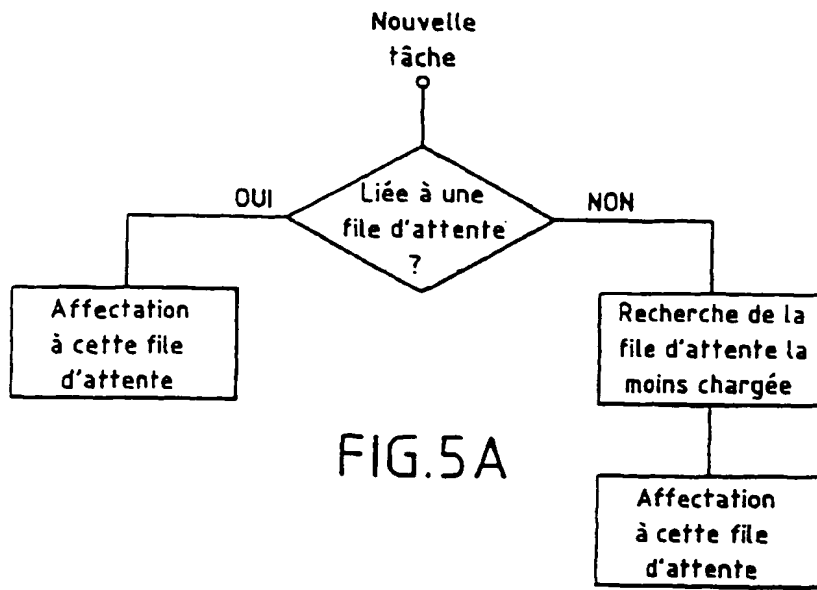 Nouvelle
tâche
OUI
Liée à une
file d'attente
?
NON
Affectation
à cette file
d'attente
Recherche de la
file d'attente la
moins chargée
FIG.5A
Affectation
à cette file
d'attente